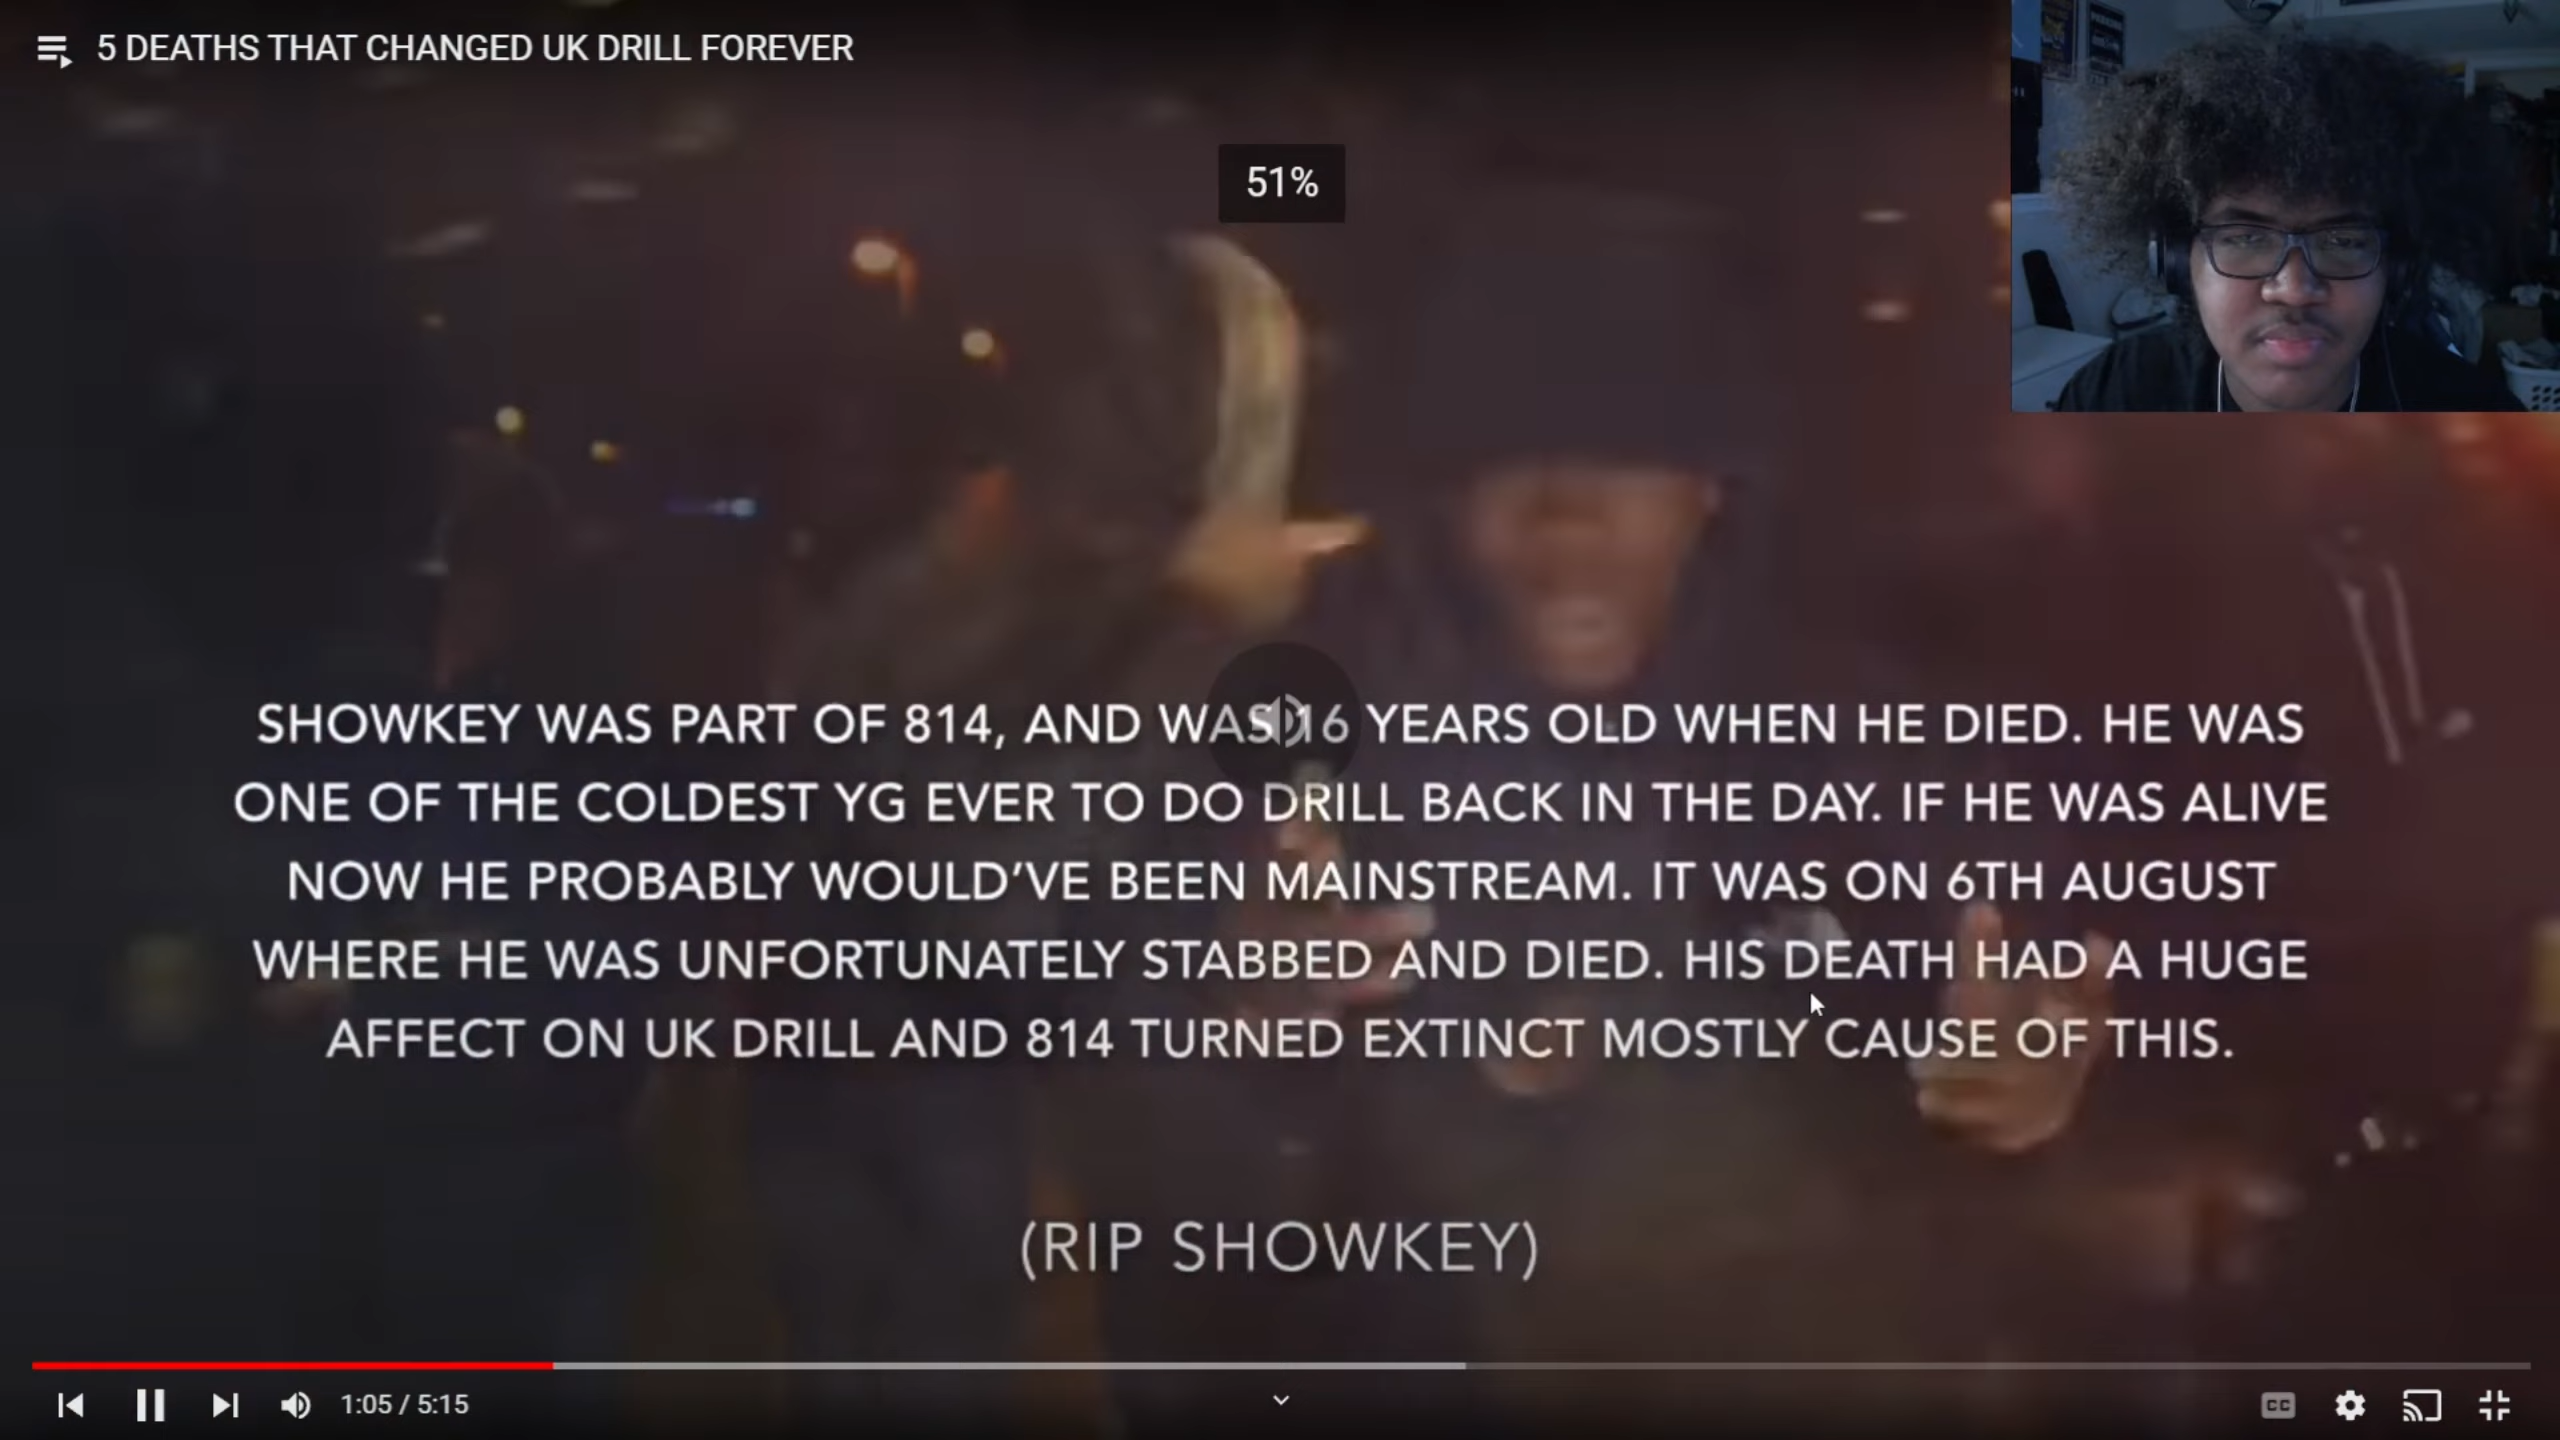 5 DEATHS THAT CHANGED UK DRILL FOREVER
51%
SHOWKEY WAS PART OF 814, AND WAS 16 YEARS OLD WHEN HE DIED. HE WAS
ONE OF THE COLDEST YG EVER TO DO DRILL BACK IN THE DAY. IF HE WAS ALIVE
NOW HE PROBABLY WOULD'VE BEEN MAINSTREAM. IT WAS ON 6TH AUGUST
WHERE HE WAS UNFORTUNATELY STABBED AND DIED. HIS DEATH HAD A HUGE
AFFECT ON UK DRILL AND 814 TURNED EXTINCT MOSTLY CAUSE OF THIS.
(RIP SHOWKEY)
1:05 / 5:15
CC